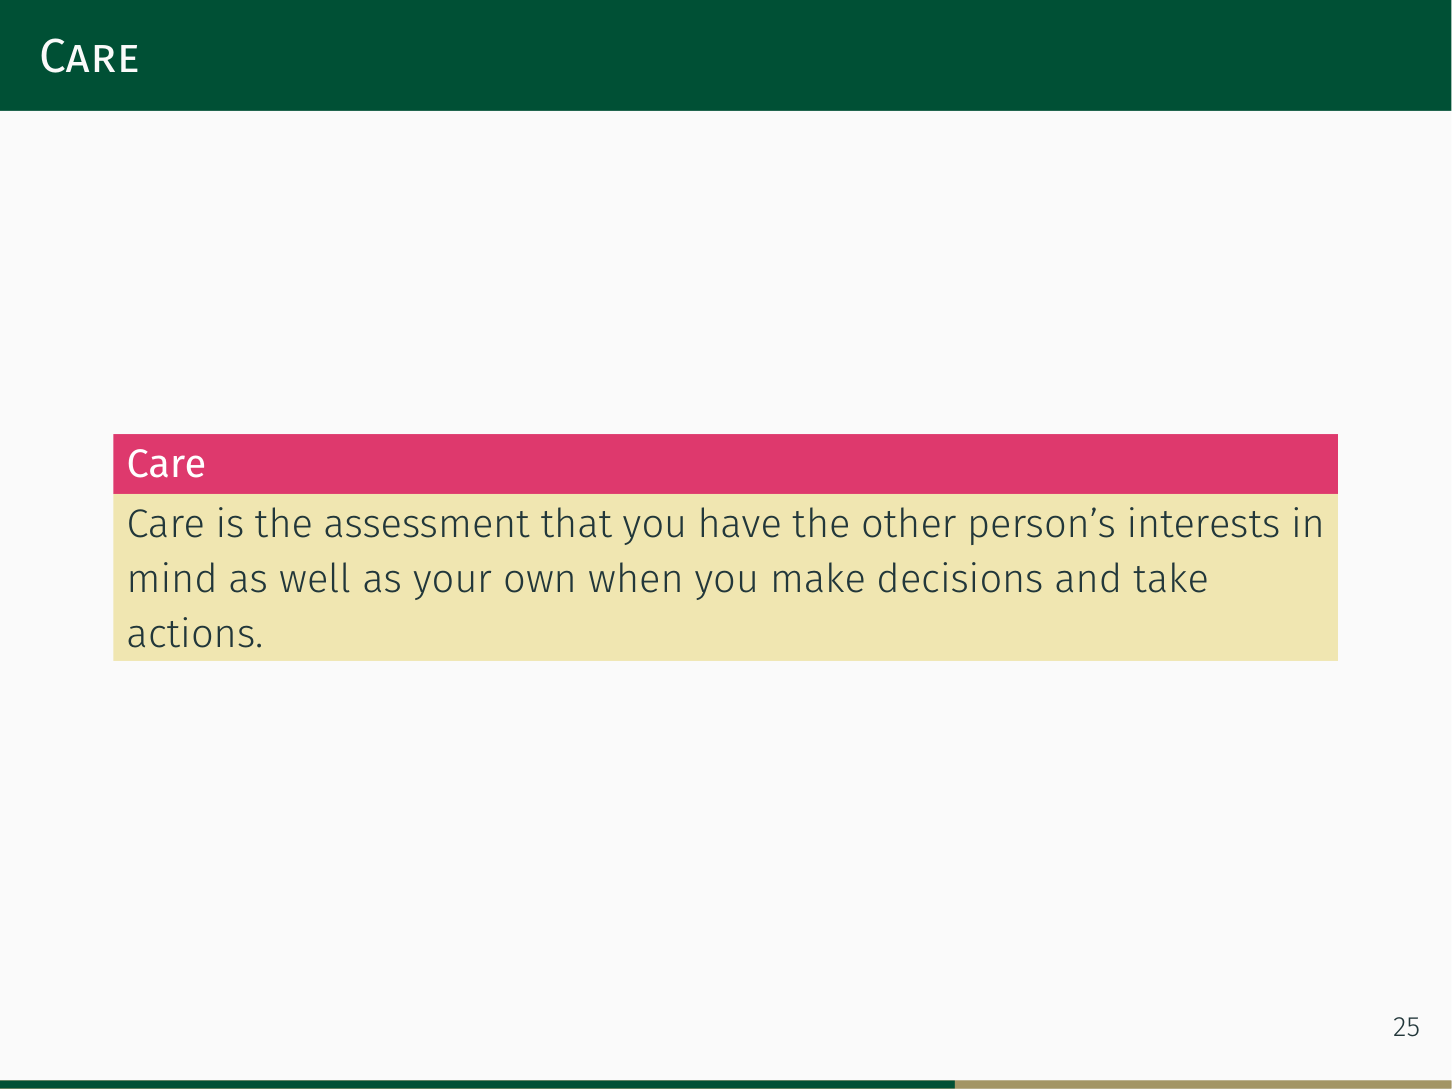 Care
Care
Care is the assessment that you have the other person’s interests in
mind as well as your own when you make decisions and take
actions.
25